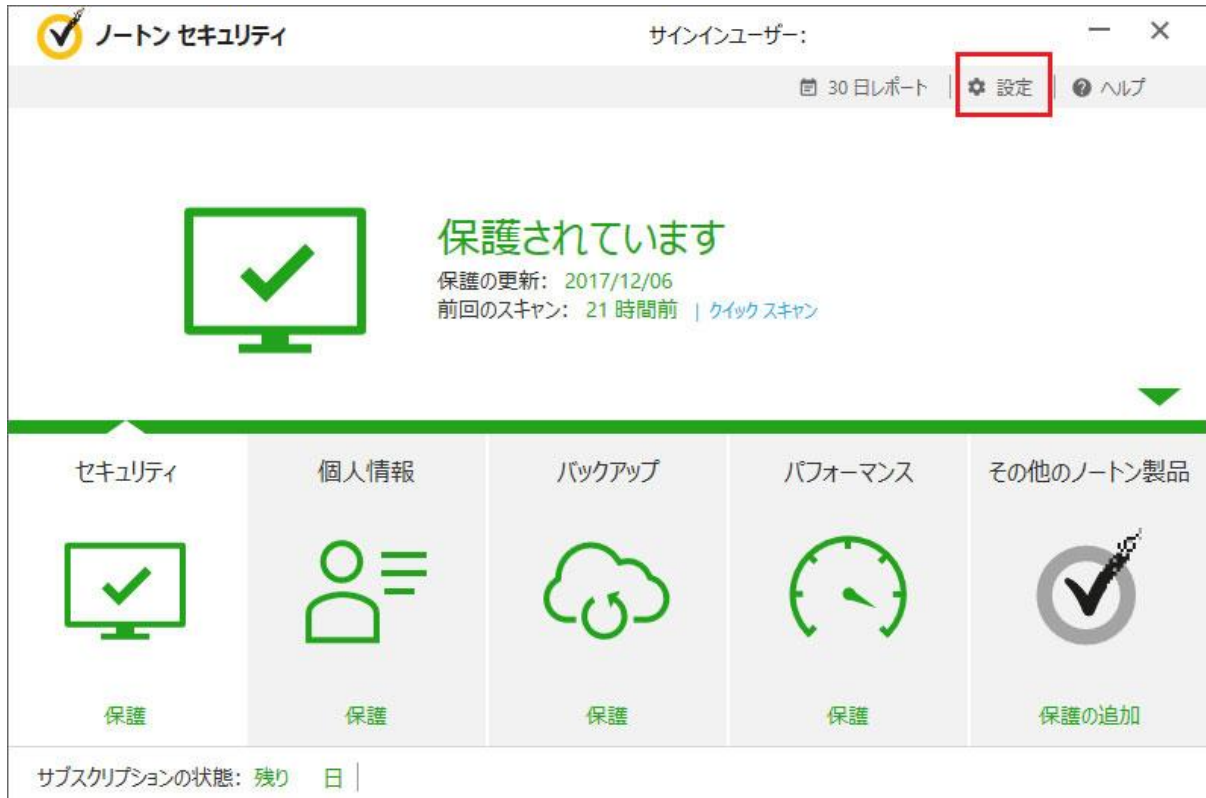 ノートン セキュリティ サインインユーザー:
30 日レポート 設定 ヘルプ
保護されています
保護の更新: 2017/12/06
前回のスキャン: 21 時間前 | クイック スキャン
セキュリティ 個人情報 バックアップ パフォーマンス その他のノートン製品
保護 保護 保護 保護 保護の追加
サブスクリプションの状態: 残り 日